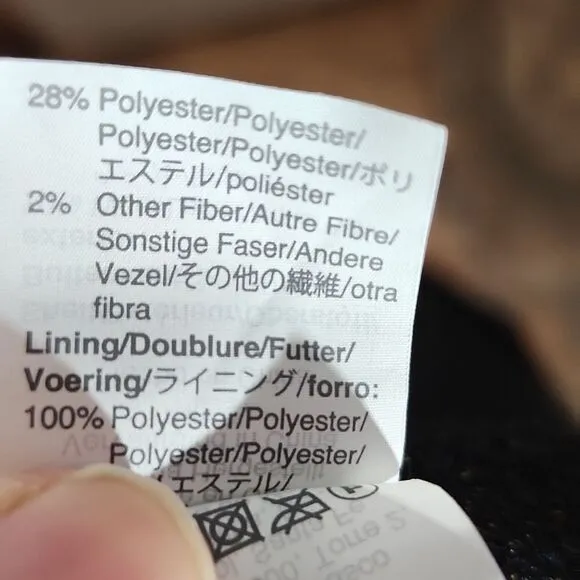 28% Polyester/Polyester/
Polyester/Polyester/ポリ
エステル/poliéster
2% Other Fiber/Autre Fibre/
Sonstige Faser/Andere
Vezel/その他の繊維/otra
fibra
Lining/Doublure/Futter/
Voering/ライニング/forro:
100% Polyester/Polyester/
Polyester/Polyester/
エステル/
Torre 2,